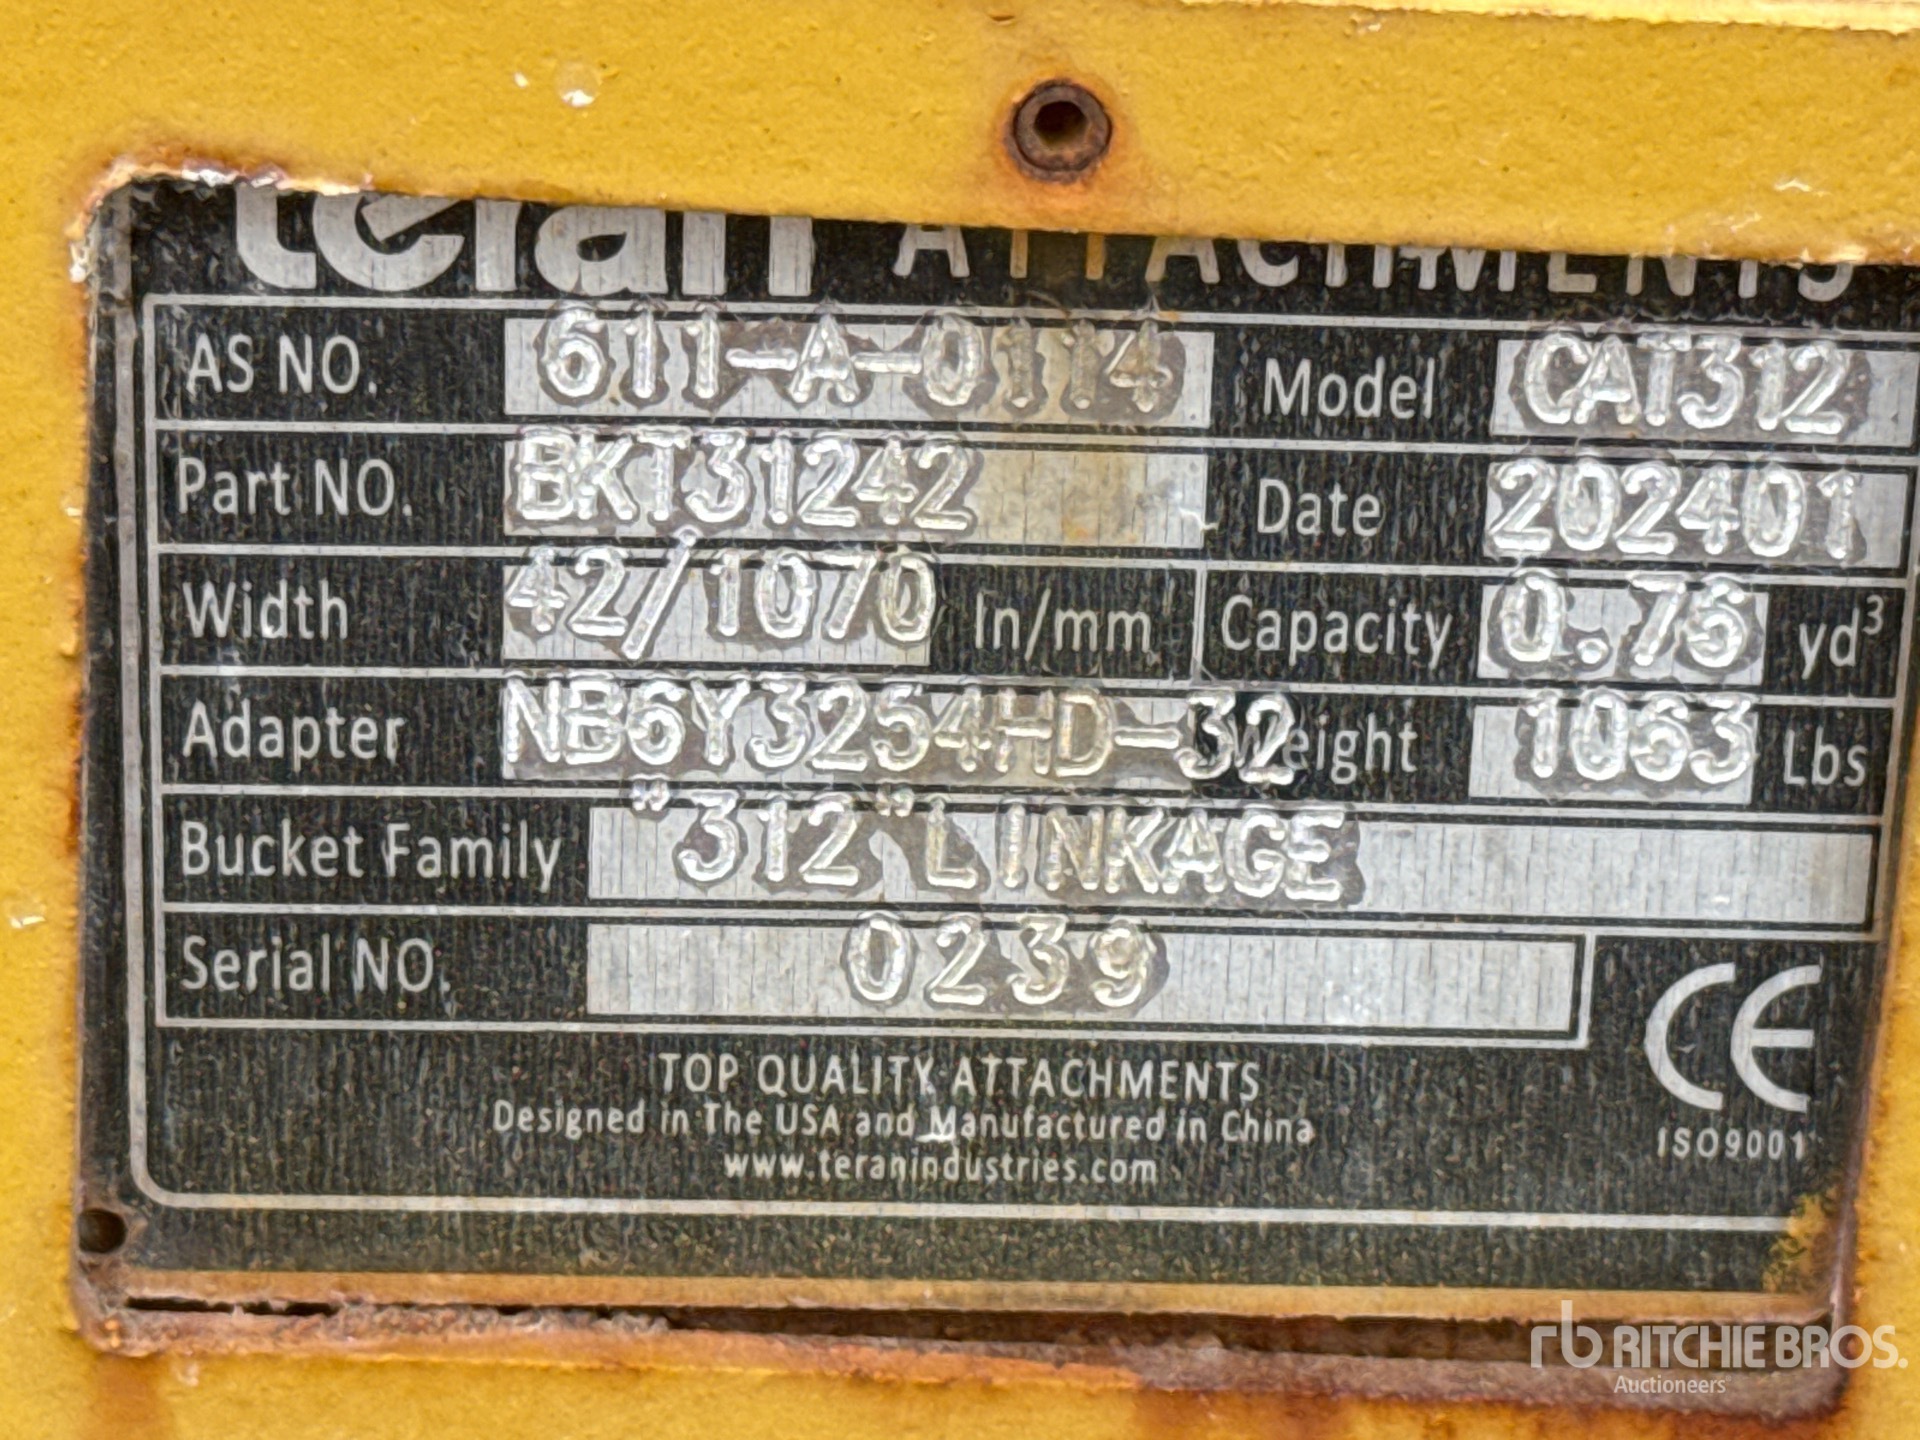 teran ATTACHMENTS
AS NO. 611-A-0114 Model CAT312
Part NO. BKT31242 Date 202401
Width 42/1070 In/mm Capacity 0.76 yd³
Adapter NB6Y3254HD-32 Weight 1063 Lbs
Bucket Family "312"LINKAGE
Serial NO. 0239
CE
ISO9001
TOP QUALITY ATTACHMENTS
Designed in The USA and Manufactured in China
www.teranindustries.com
rb RITCHIE BROS.
Auctioneers